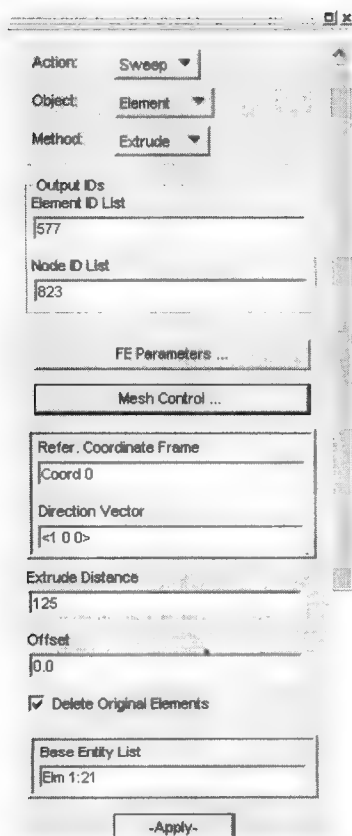 Action: Sweep
Object: Element
Method: Extrude
Output IDs
Element ID List
577
Node ID List
823
FE Parameters ...
Mesh Control ...
Refer. Coordinate Frame
Coord 0
Direction Vector
<1 0 0>
Extrude Distance
125
Offset
0.0
Delete Original Elements
Base Entity List
Elm 1:21
-Apply-